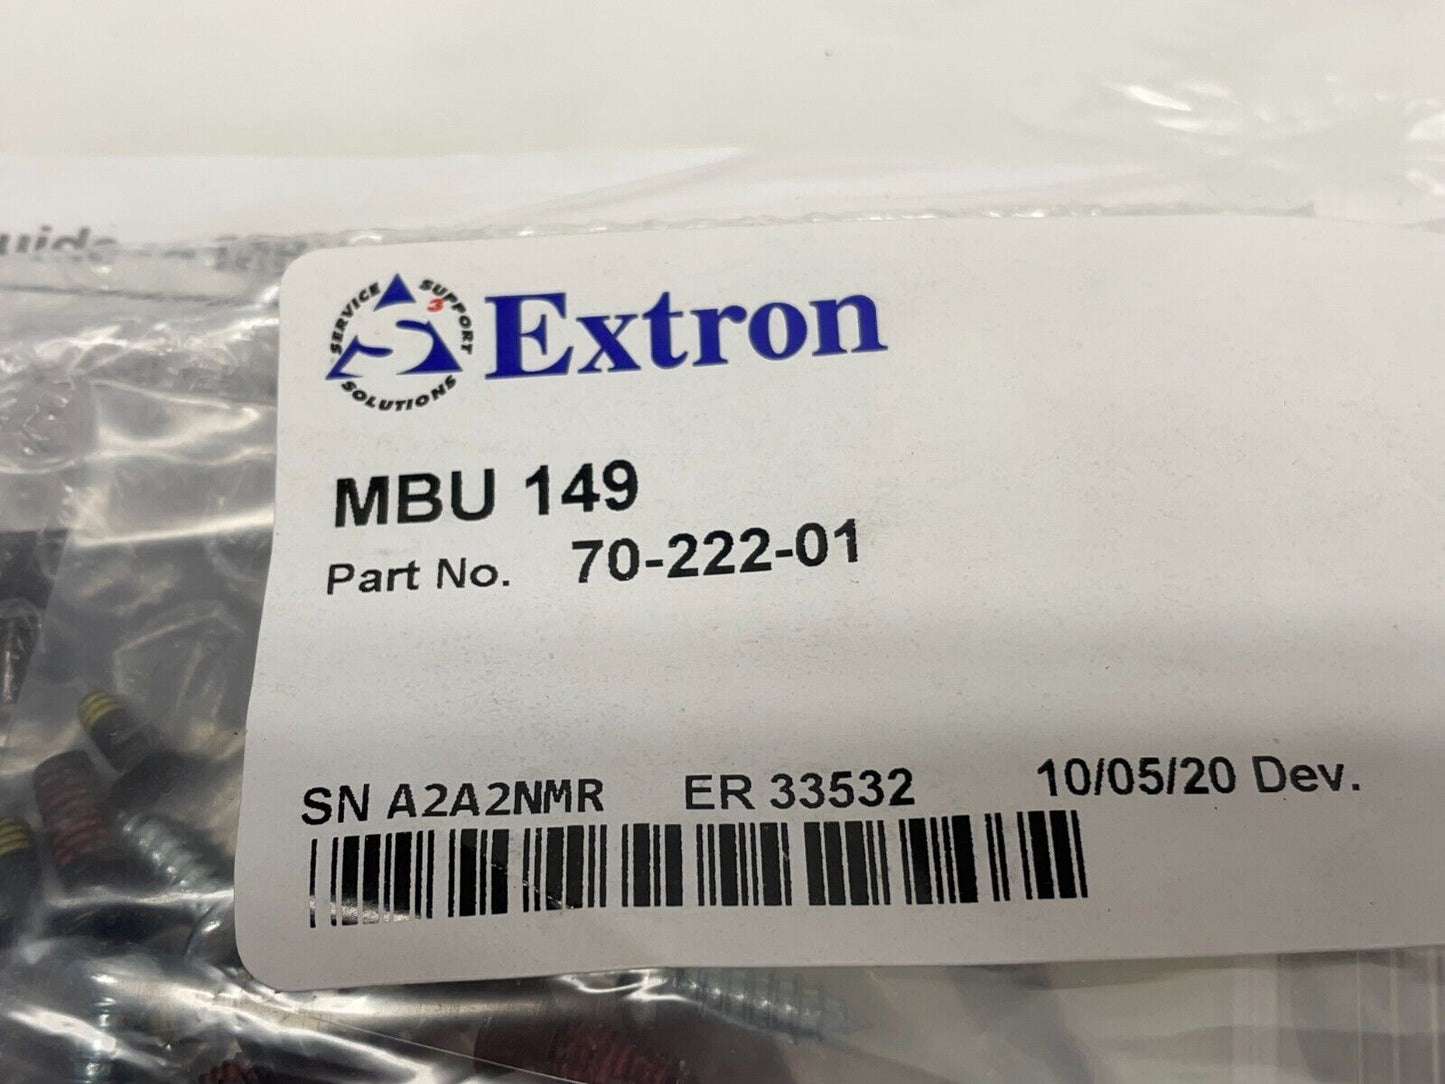 SERVICE SUPPORT SOLUTIONS
S3 Extron
MBU 149
Part No. 70-222-01
SN A2A2NMR ER 33532 10/05/20 Dev.